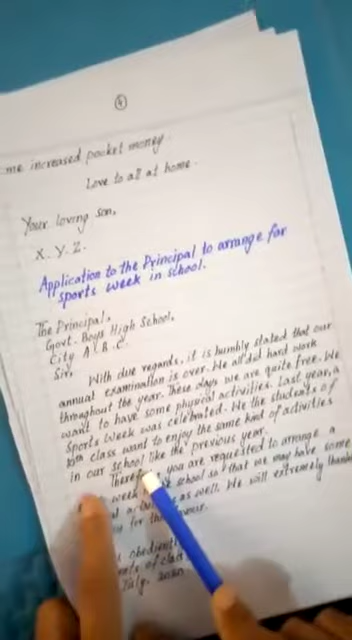 4
me increased pocket money.
Love to all at home.
Your loving son,
X.Y.Z.
Application to the Principal to arrange for
sports week in school.
The Principal,
Govt. Boys High School,
City A.B.C.
Sir,
With due regards, it is humbly stated that our
annual examination is over. We all did hard work
throughout the year. These days we are quite free. We
want to have some physical activities. Last year, a
Sports Week was celebrated. We the students of
10th class want to enjoy the same kind of activities
in our school like the previous year.
you are requested to arrange a
week school so that we may have some
as well. We will extremely
for this
obedient
of
July, 2020